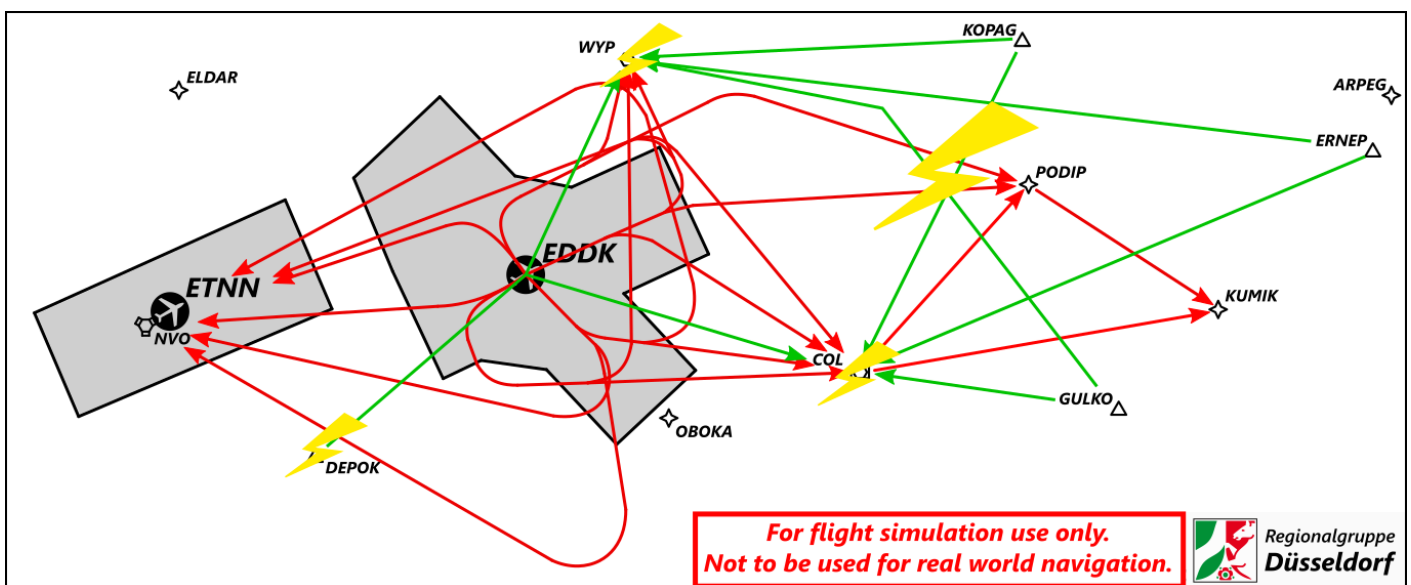 WYP
KOPAG
ELDAR
ARPEG
ERNEP
PODIP
EDDK
ETNN
KUMIK
NVO
COL
GULKO
OBOKA
DEPOK
For flight simulation use only.
Not to be used for real world navigation.
Regionalgruppe
Düsseldorf